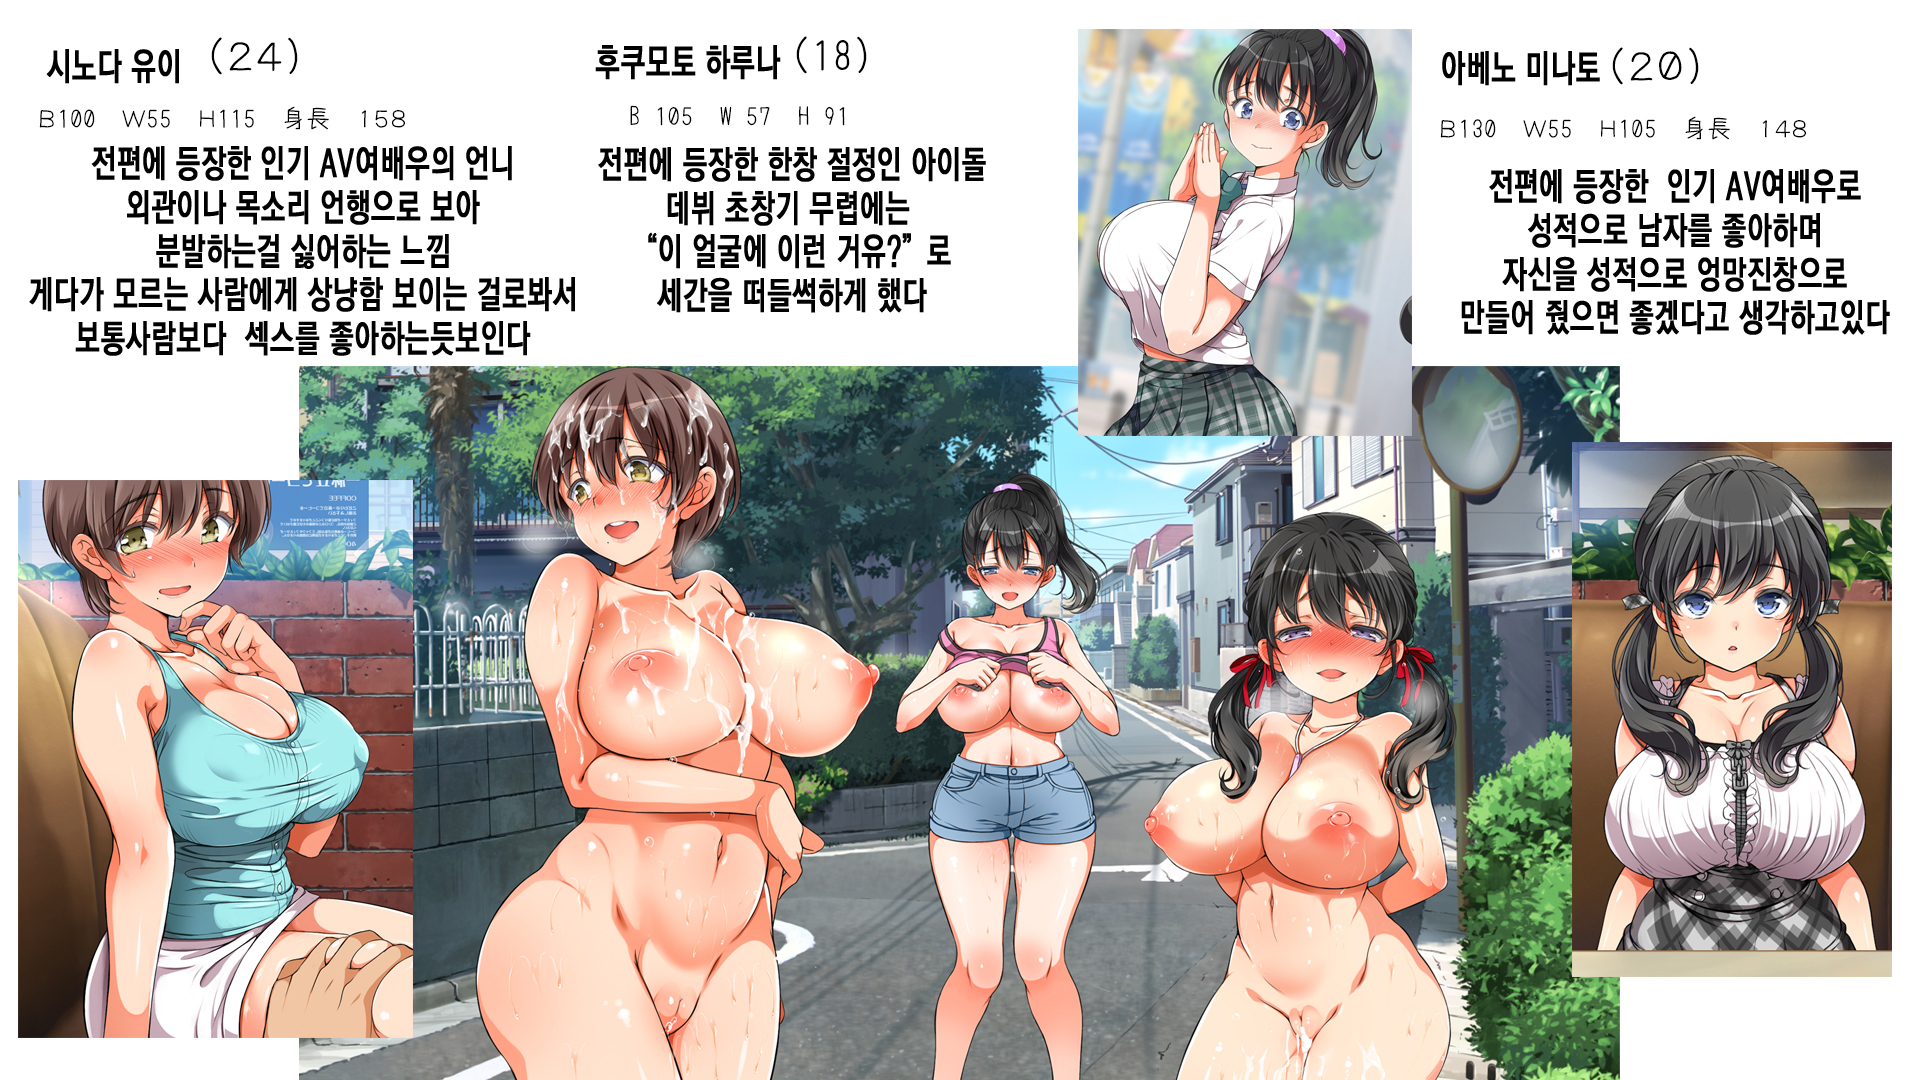 시노다 유이 (24)
B100 W55 H115 身長 158
전편에 등장한 인기 AV여배우의 언니
외관이나 목소리 언행으로 보아
분발하는걸 싫어하는 느낌
게다가 모르는 사람에게 상냥함 보이는 걸로봐서
보통사람보다 섹스를 좋아하는듯보인다
후쿠모토 하루나 (18)
B 105 W 57 H 91
전편에 등장한 한창 절정인 아이돌
데뷔 초창기 무렵에는
“이 얼굴에 이런 거유?” 로
세간을 떠들썩하게 했다
아베노 미나토 (20)
B130 W55 H105 身長 148
전편에 등장한 인기 AV여배우로
성적으로 남자를 좋아하며
자신을 성적으로 엉망진창으로
만들어 줬으면 좋겠다고 생각하고있다
COFFEE